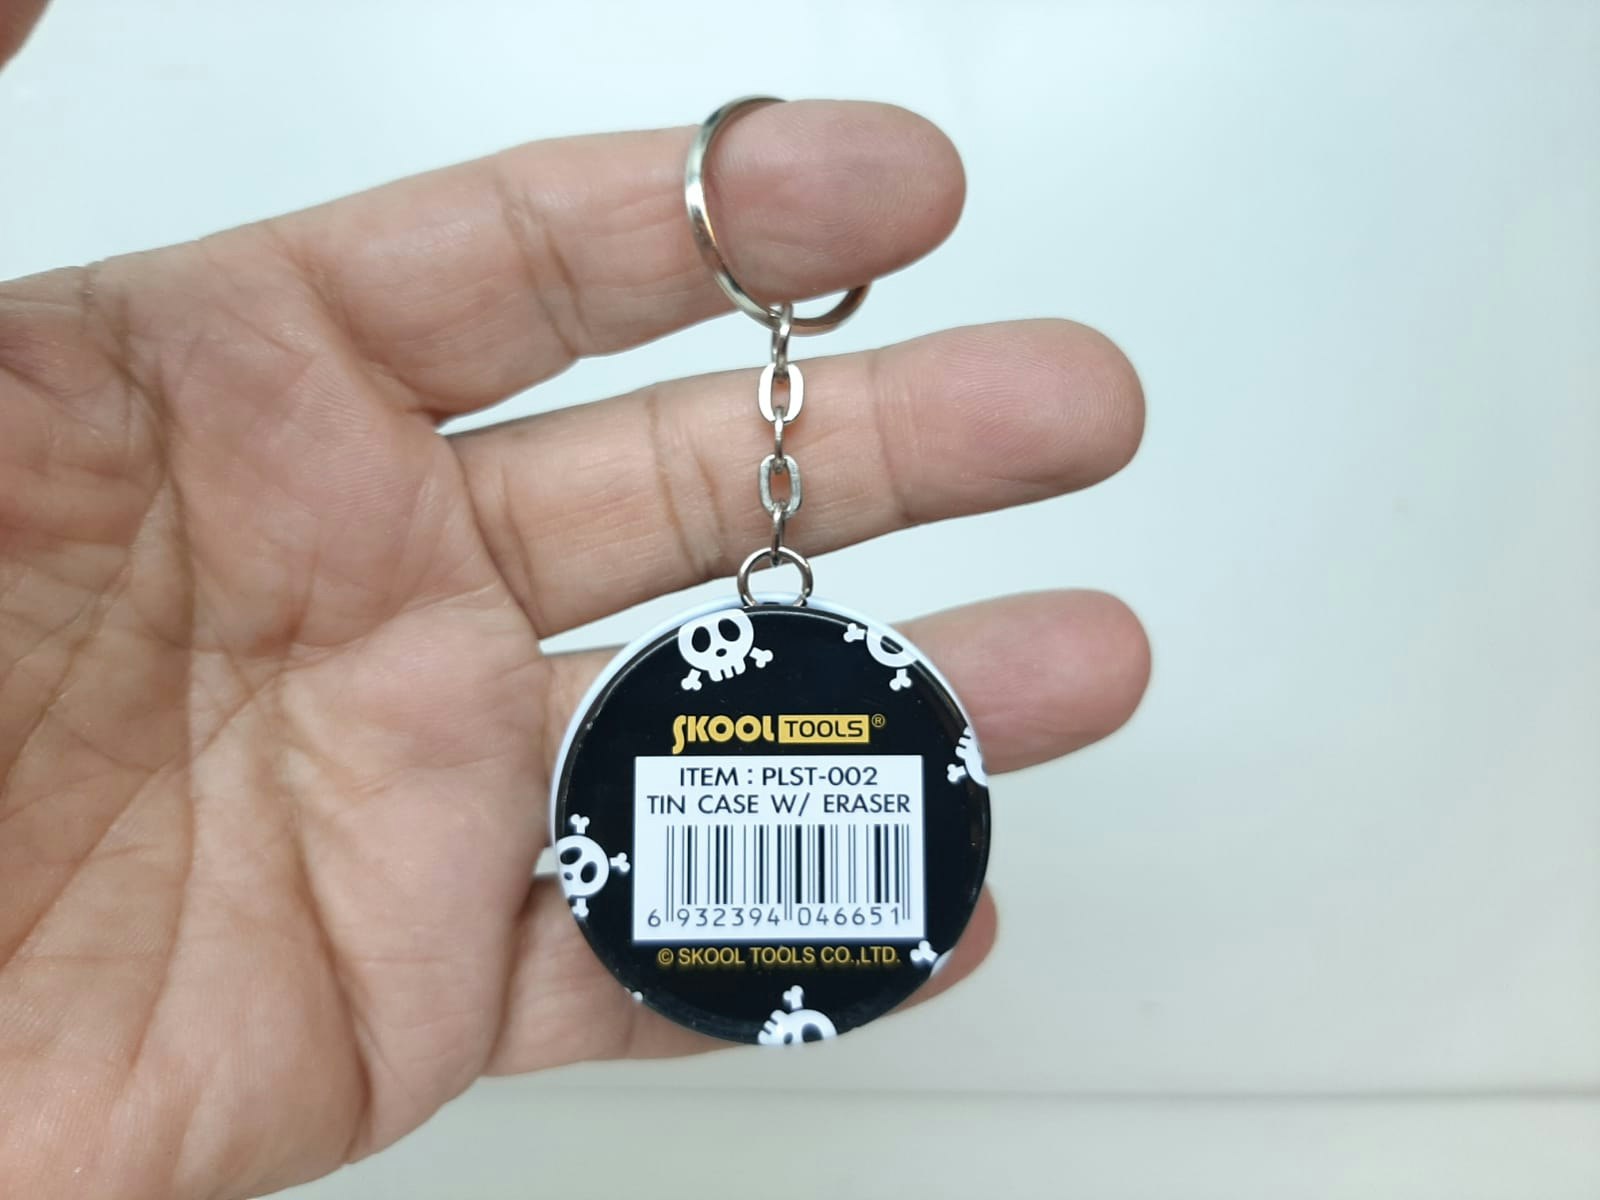 SKOOL TOOLS®
ITEM : PLST-002
TIN CASE W/ ERASER
6 932394 046651
© SKOOL TOOLS CO.,LTD.